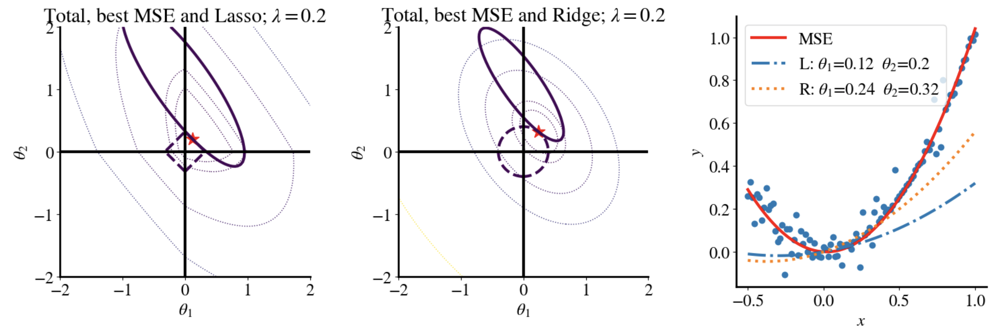 Total, best MSE and Lasso; λ = 0.2
2
1
0
−1
−2
θ₂
−2 −1 0 1 2
θ₁
Total, best MSE and Ridge; λ = 0.2
2
1
0
−1
−2
θ₂
−2 −1 0 1 2
θ₁
MSE
L: θ₁=0.12 θ₂=0.2
R: θ₁=0.24 θ₂=0.32
1.0
0.8
0.6
0.4
0.2
0.0
y
−0.5 0.0 0.5 1.0
x